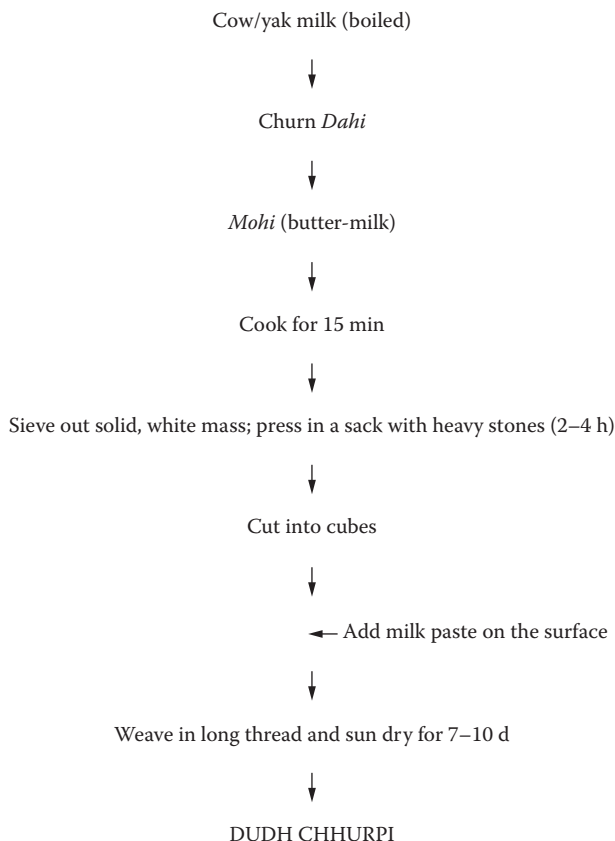 Cow/yak milk (boiled)
Churn Dahi
Mohi (butter-milk)
Cook for 15 min
Sieve out solid, white mass; press in a sack with heavy stones (2–4 h)
Cut into cubes
Add milk paste on the surface
Weave in long thread and sun dry for 7–10 d
DUDH CHHURPI